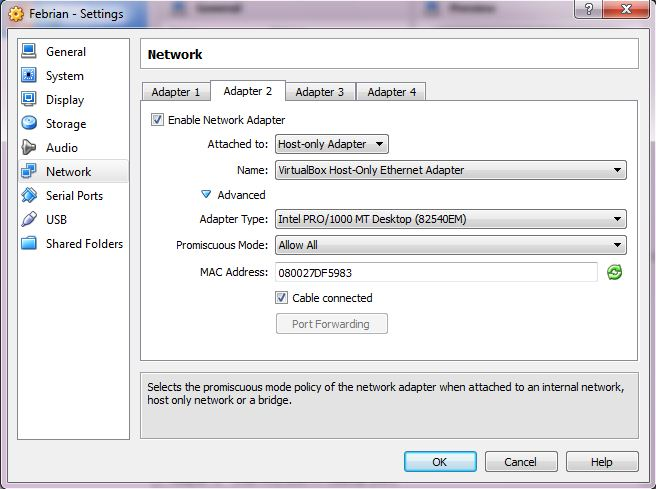 Febrian - Settings
General
System
Display
Storage
Audio
Network
Serial Ports
USB
Shared Folders
Network
Adapter 1 Adapter 2 Adapter 3 Adapter 4
Enable Network Adapter
Attached to: Host-only Adapter
Name: VirtualBox Host-Only Ethernet Adapter
Advanced
Adapter Type: Intel PRO/1000 MT Desktop (82540EM)
Promiscuous Mode: Allow All
MAC Address: 080027DF5983
Cable connected
Port Forwarding
Selects the promiscuous mode policy of the network adapter when attached to an internal network,
host only network or a bridge.
OK Cancel Help